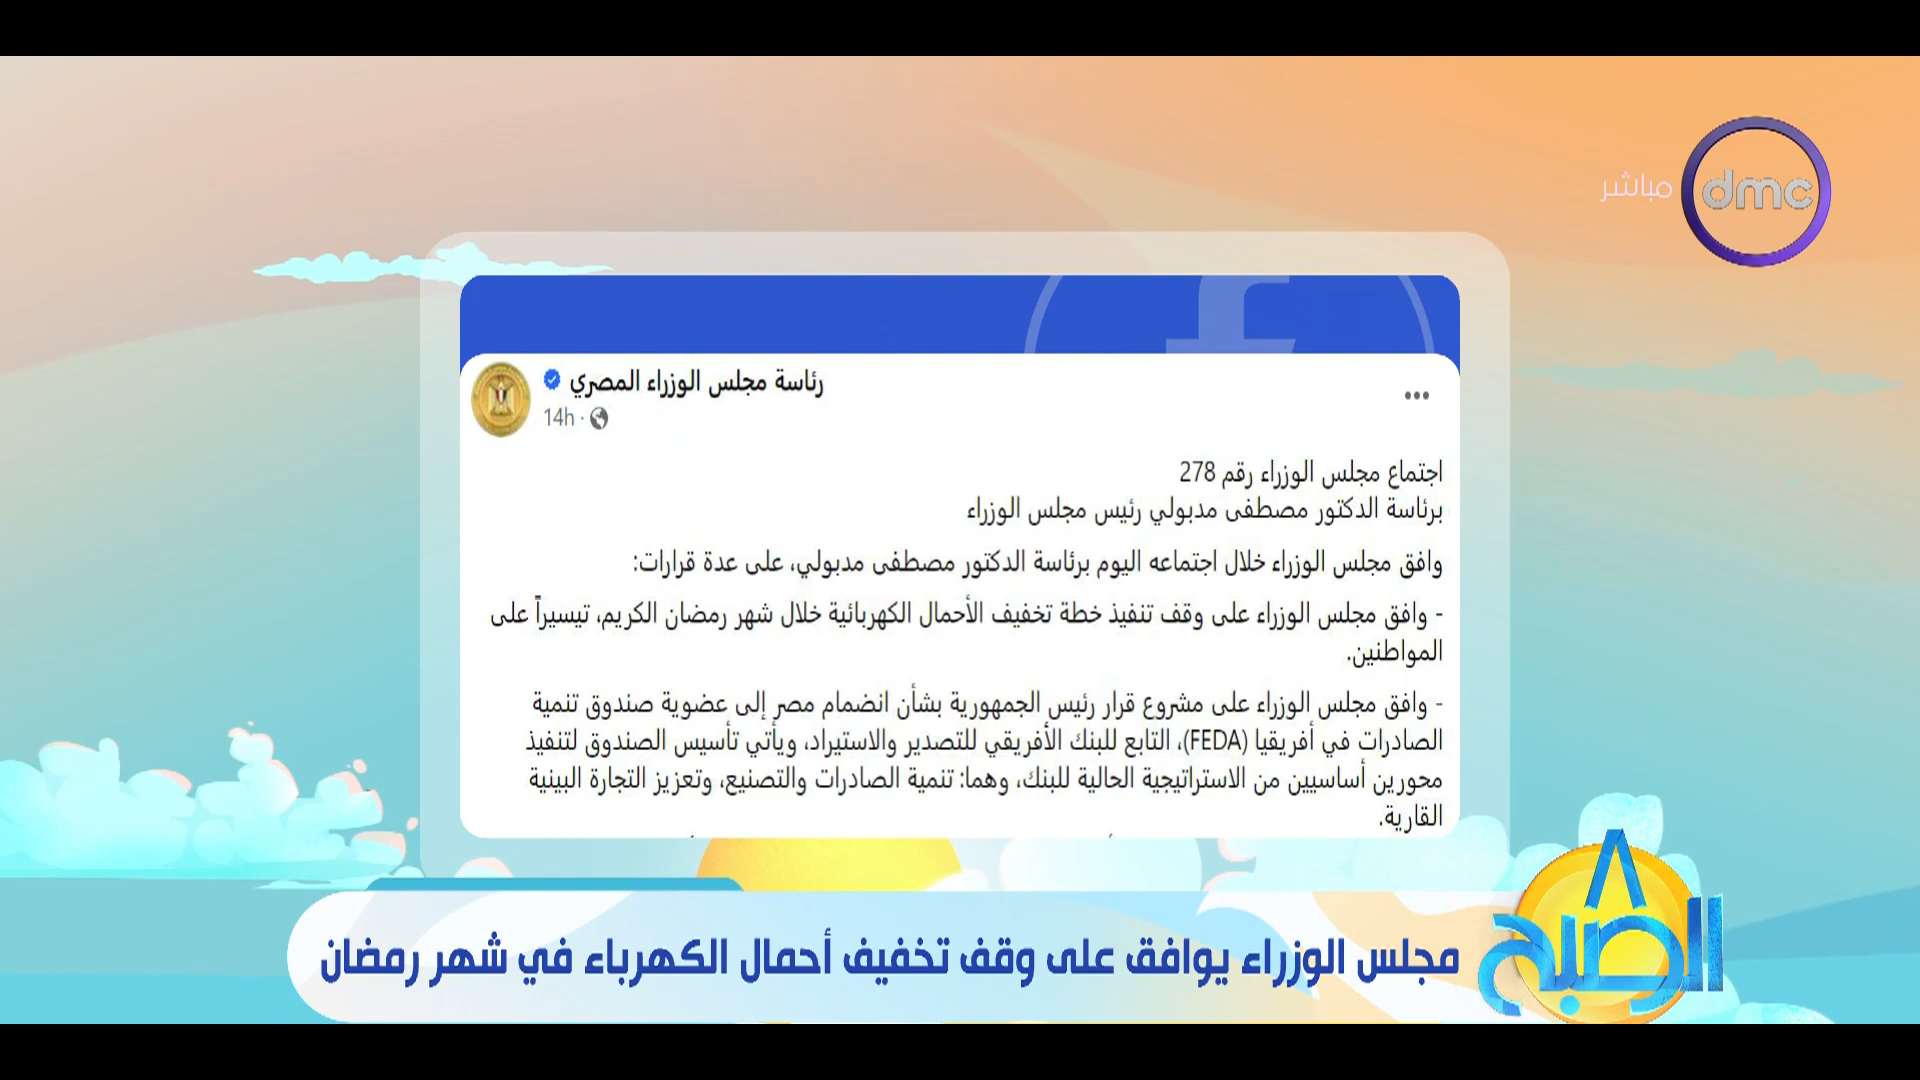 مباشر
dmc
رئاسة مجلس الوزراء المصري
14h ·
اجتماع مجلس الوزراء رقم 278
برئاسة الدكتور مصطفى مدبولي رئيس مجلس الوزراء
وافق مجلس الوزراء خلال اجتماعه اليوم برئاسة الدكتور مصطفى مدبولي، على عدة قرارات:
- وافق مجلس الوزراء على وقف تنفيذ خطة تخفيف الأحمال الكهربائية خلال شهر رمضان الكريم، تيسيراً على
المواطنين.
- وافق مجلس الوزراء على مشروع قرار رئيس الجمهورية بشأن انضمام مصر إلى عضوية صندوق تنمية
الصادرات في أفريقيا (FEDA)، التابع للبنك الأفريقي للتصدير والاستيراد، ويأتي تأسيس الصندوق لتنفيذ
محورين أساسيين من الاستراتيجية الحالية للبنك، وهما: تنمية الصادرات والتصنيع، وتعزيز التجارة البينية
القارية.
٨ الصبح
مجلس الوزراء يوافق على وقف تخفيف أحمال الكهرباء في شهر رمضان